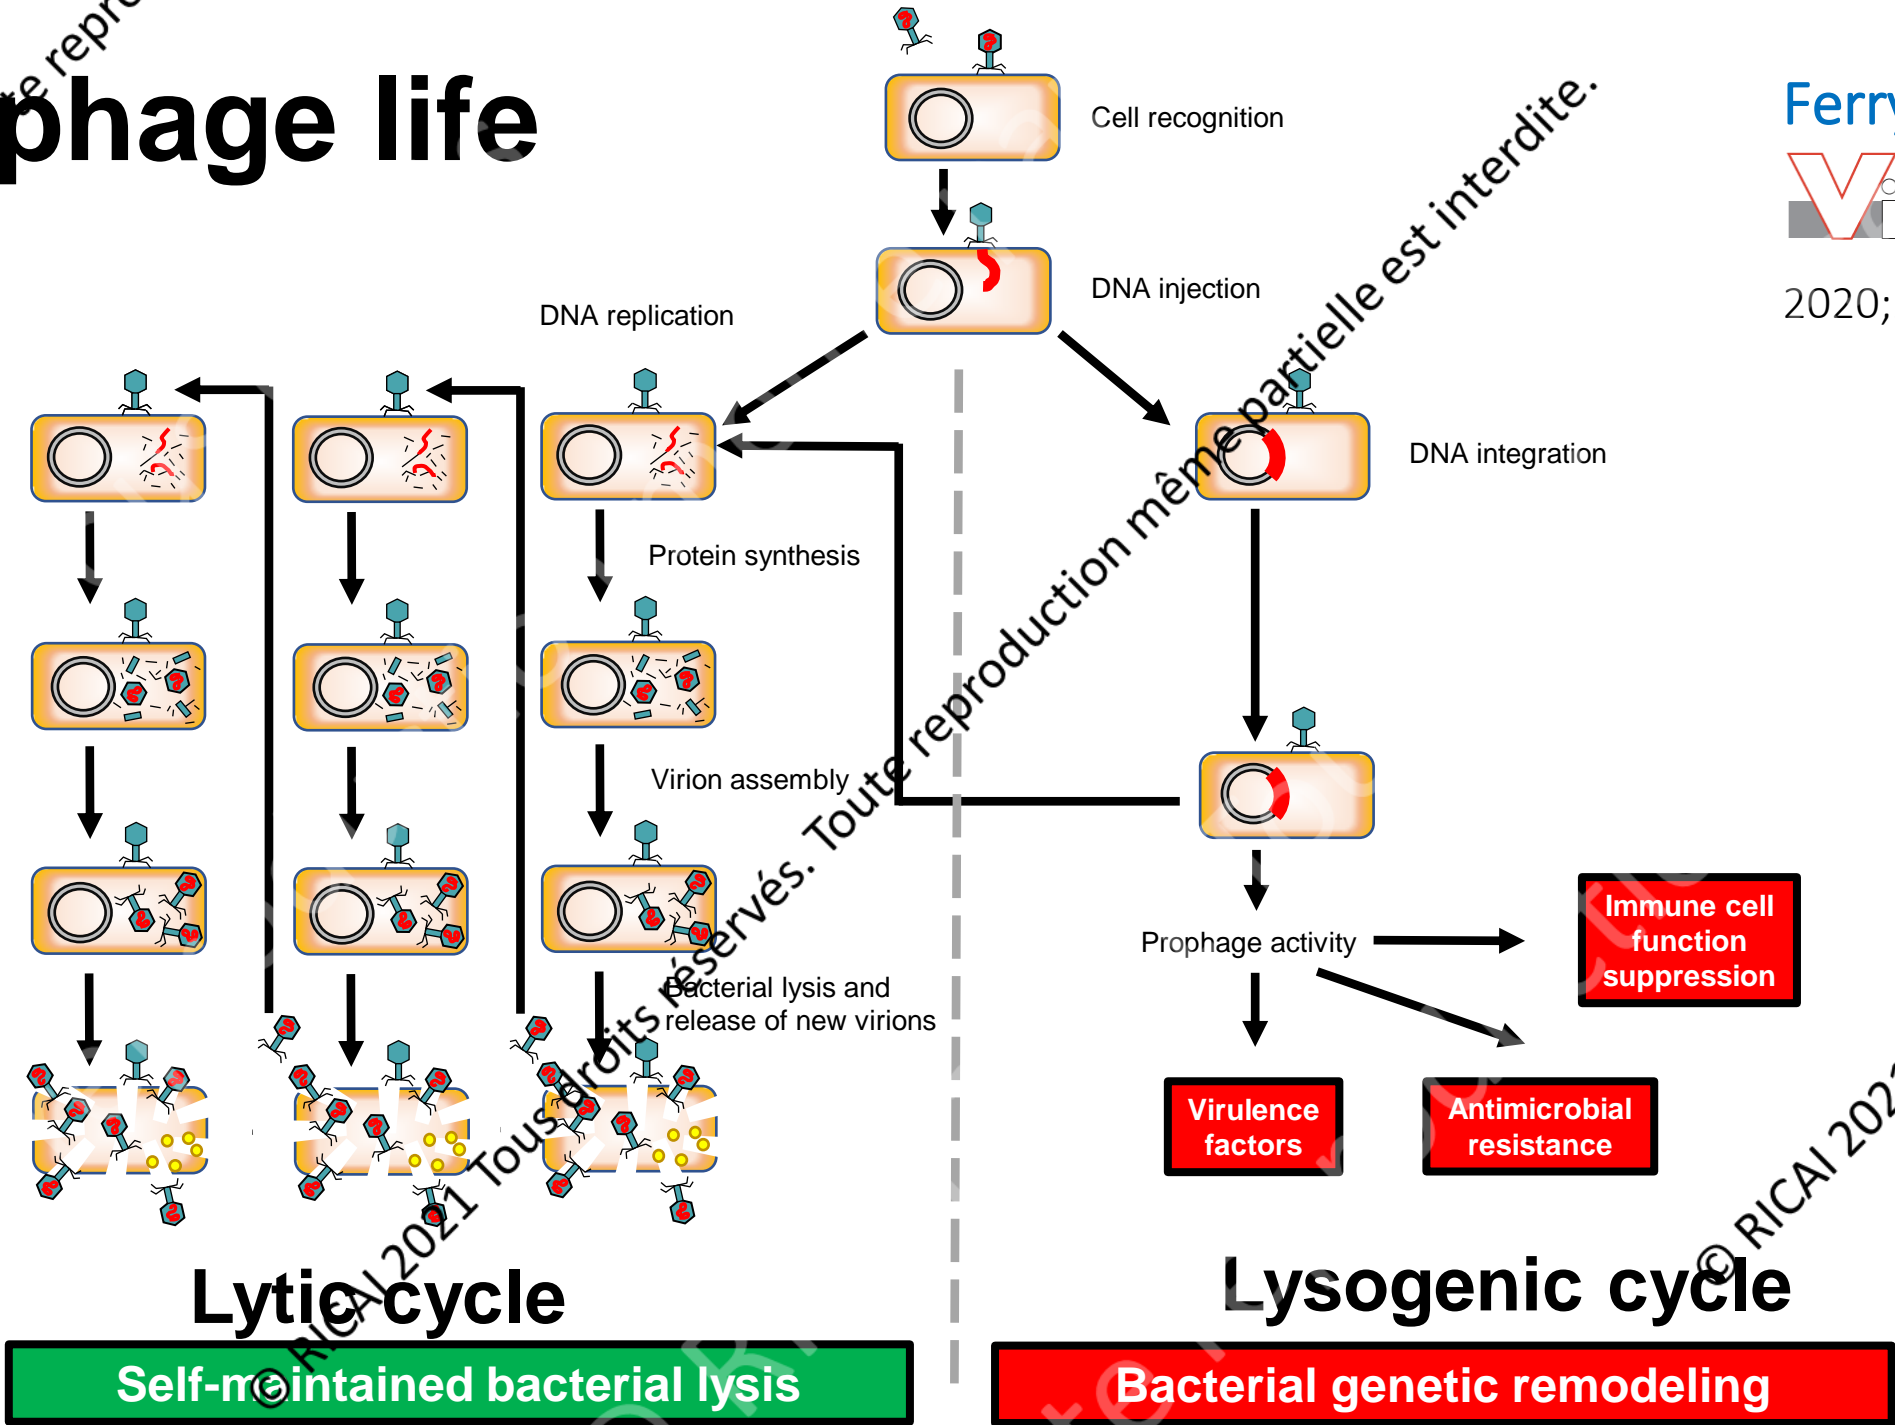 phage life
Ferry
V
2020;
Cell recognition
DNA injection
DNA replication
DNA integration
Protein synthesis
Virion assembly
Bacterial lysis and
release of new virions
Prophage activity
Immune cell
function
suppression
Virulence
factors
Antimicrobial
resistance
Lytic cycle
Lysogenic cycle
Self-maintained bacterial lysis
Bacterial genetic remodeling
© RICAI 2021 Tous droits réservés. Toute reproduction même partielle est interdite.
© RICAI 202